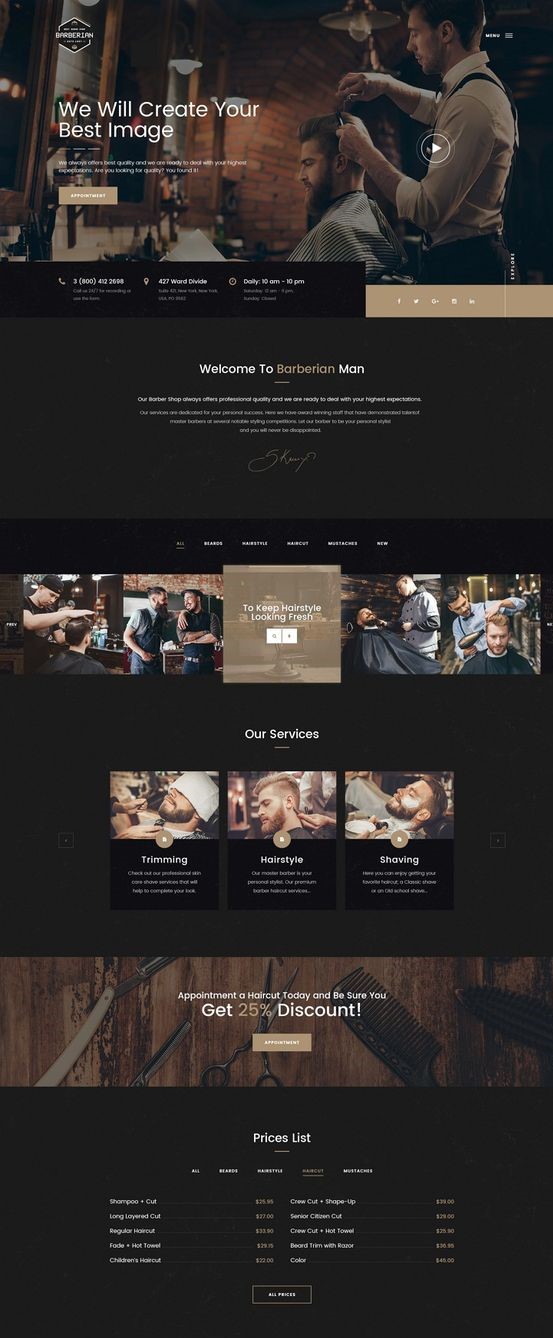 BARBERIAN
MENU
We Will Create Your
Best Image
We always offers best quality and we are ready to deal with your highest
expectations. Are you looking for quality? You found it!
APPOINTMENT
EXPLORE
3 (800) 412 2698
Call us 24/7 for recording or
use the form.
427 Ward Divide
Suite 421, New York, New York,
USA, PO 9562
Daily: 10 am - 10 pm
Saturday: 12 am - 11 pm,
Sunday: Closed
Welcome To Barberian Man
Our Barber Shop always offers professional quality and we are ready to deal with your highest expectations.
Our services are dedicated for your personal success. Here we have award winning staff that have demonstrated talentof
master barbers at several notable styling competitions. Let our barber to be your personal stylist
and you will never be disappointed.
ALL BEARDS HAIRSTYLE HAIRCUT MUSTACHES NEW
PREV
To Keep Hairstyle
Looking Fresh
NE
Our Services
Trimming
Check out our professional skin
care shave services that will
help to complete your look.
Hairstyle
Our master barber is your
personal stylist. Our premium
barber haircut services...
Shaving
Here you can enjoy getting your
favorite haircut, a Classic shave
or an Old school shave...
Appointment a Haircut Today and Be Sure You
Get 25% Discount!
APPOINTMENT
Prices List
ALL BEARDS HAIRSTYLE HAIRCUT MUSTACHES
Shampoo + Cut $25.95
Long Layered Cut $27.00
Regular Haircut $33.90
Fade + Hot Towel $29.15
Children's Haircut $22.00
Crew Cut + Shape-Up $39.00
Senior Citizen Cut $29.00
Crew Cut + Hot Towel $25.90
Beard Trim with Razor $36.95
Color $45.00
ALL PRICES